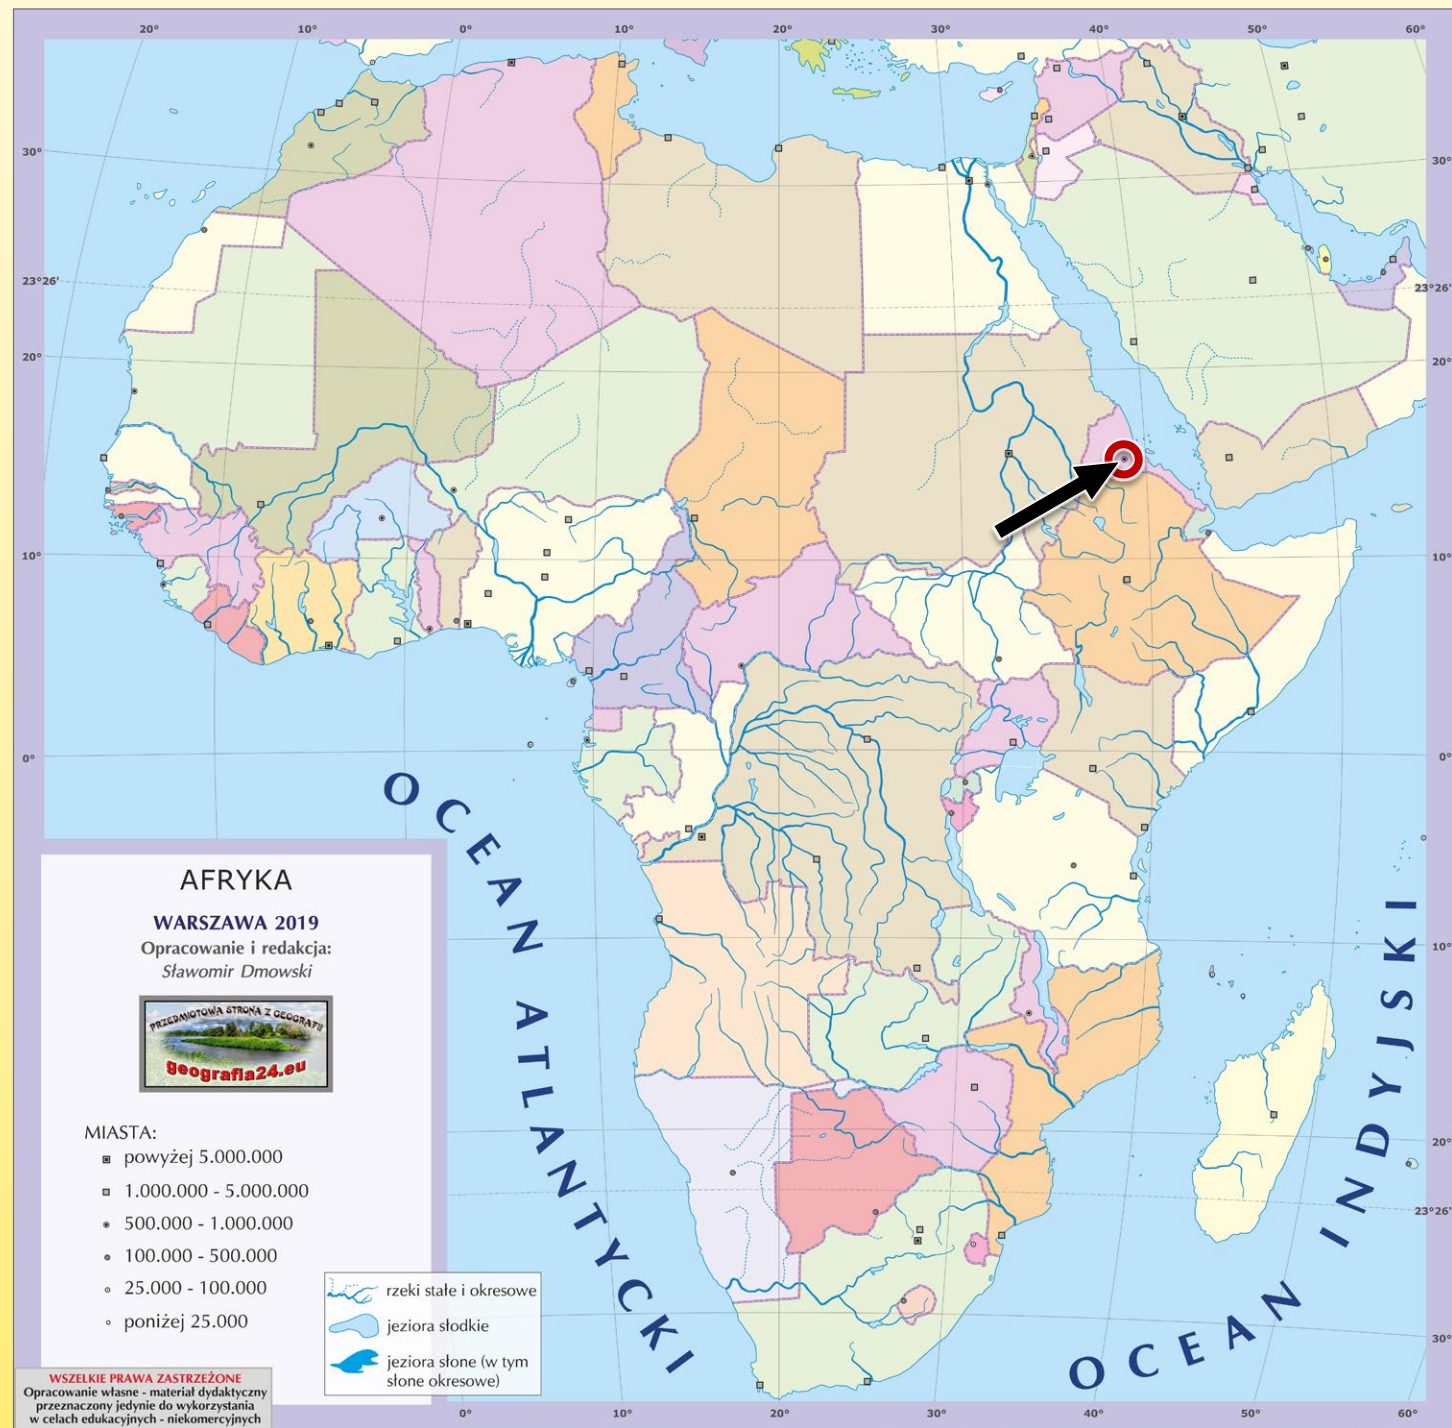 20° 10° 0° 10° 20° 30° 40° 50° 60°
30° 30°
23°26' 23°26'
20° 20°
10° 10°
0° 0°
OCEAN ATLANTYCKI
OCEAN INDYJSKI
10°
20°
23°26'
30°
AFRYKA
WARSZAWA 2019
Opracowanie i redakcja:
Sławomir Dmowski
PRZEDMIOTOWA STRONA Z GEOGRAFII
geografia24.eu
MIASTA:
powyżej 5.000.000
1.000.000 - 5.000.000
500.000 - 1.000.000
100.000 - 500.000
25.000 - 100.000
poniżej 25.000
rzeki stałe i okresowe
jeziora słodkie
jeziora słone (w tym
słone okresowe)
WSZELKIE PRAWA ZASTRZEŻONE
Opracowanie własne - materiał dydaktyczny
przeznaczony jedynie do wykorzystania
w celach edukacyjnych - niekomercyjnych
0° 10° 20° 30° 40° 50° 60°